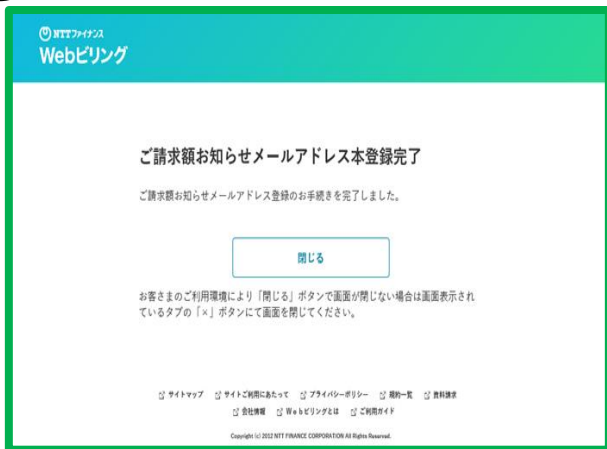 NTTファイナンス
Webビリング
ご請求額お知らせメールアドレス本登録完了
ご請求額お知らせメールアドレス登録のお手続きを完了しました。
閉じる
お客さまのご利用環境により「閉じる」ボタンで画面が閉じない場合は画面表示され
ているタブの「×」ボタンにて画面を閉じてください。
サイトマップ サイトご利用にあたって プライバシーポリシー 規約一覧 資料請求
会社情報 Webビリングとは ご利用ガイド
Copyright (c) 2012 NTT FINANCE CORPORATION All Rights Reserved.